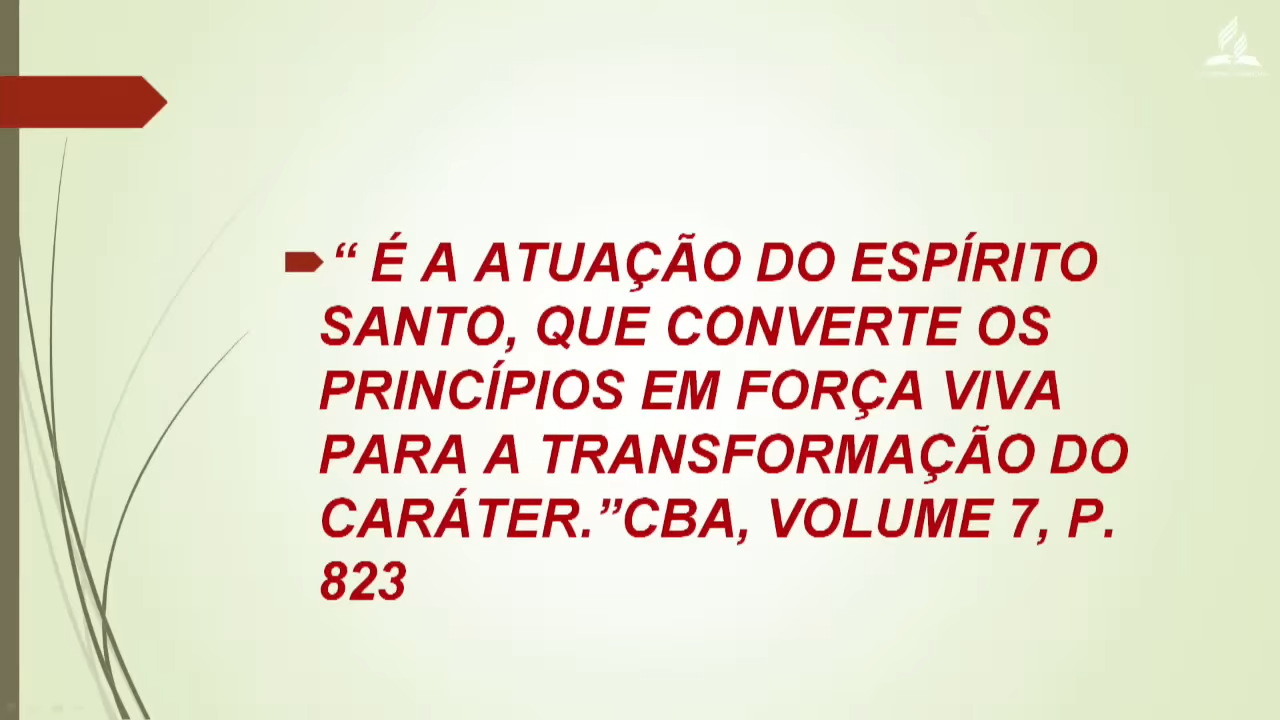 “ É A ATUAÇÃO DO ESPÍRITO
SANTO, QUE CONVERTE OS
PRINCÍPIOS EM FORÇA VIVA
PARA A TRANSFORMAÇÃO DO
CARÁTER.”CBA, VOLUME 7, P.
823